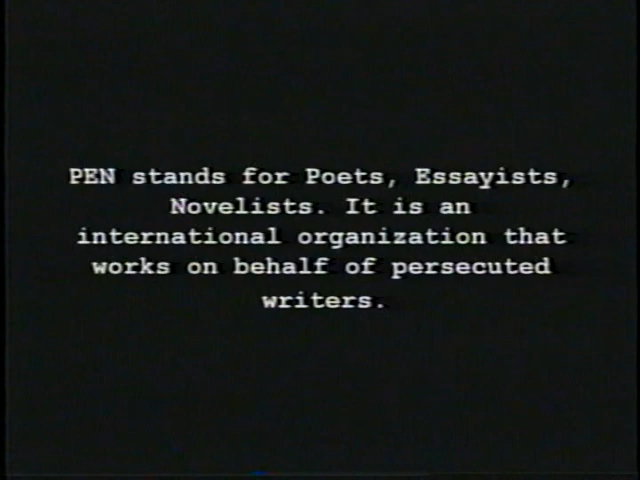 PEN stands for Poets, Essayists,
Novelists. It is an
international organization that
works on behalf of persecuted
writers.